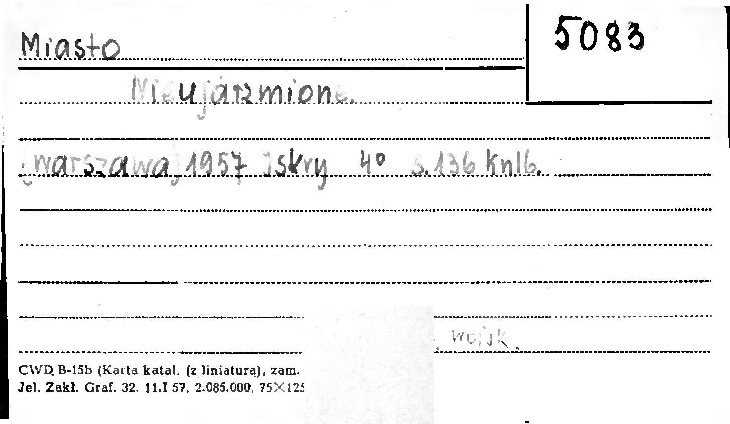 Miasto
5083
Nieujarzmione.
[Warszawa] 1957 Iskry 4° s. 136 knlb.
wojsk.
CWD B-15b (Karta katal. (z liniaturą), zam.
Jel. Zakł. Graf. 32. 11.I 57. 2.085.000. 75×125